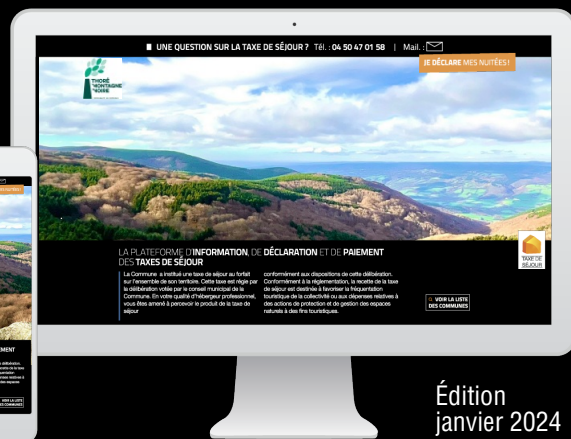 UNE QUESTION SUR LA TAXE DE SÉJOUR ? Tél. : 04 50 47 01 58 | Mail. :
JE DÉCLARE MES NUITÉES !
THORÉ
MONTAGNE
NOIRE
LA PLATEFORME D'INFORMATION, DE DÉCLARATION ET DE PAIEMENT
DES TAXES DE SÉJOUR
La Commune a institué une taxe de séjour au forfait
sur l'ensemble de son territoire. Cette taxe est régie par
la délibération votée par le conseil municipal de la
Commune. En votre qualité d'hébergeur professionnel,
vous êtes amené à percevoir le produit de la taxe de
séjour
conformément aux dispositions de cette délibération.
Conformément à la réglementation, la recette de la taxe
de séjour est destinée à favoriser la fréquentation
touristique de la collectivité ou aux dépenses relatives à
des actions de protection et de gestion des espaces
naturels à des fins touristiques.
VOIR LA LISTE
DES COMMUNES
TAXE DE
SÉJOUR
VOIR LA LISTE
DES COMMUNES
Édition
janvier 2024